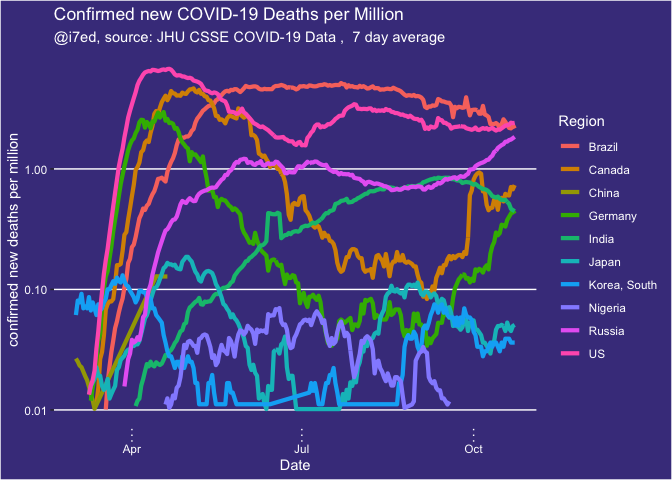 Confirmed new COVID-19 Deaths per Million
@i7ed, source: JHU CSSE COVID-19 Data ,  7 day average
confirmed new deaths per million
1.00
0.10
0.01
Apr
Jul
Oct
Date
Region
Brazil
Canada
China
Germany
India
Japan
Korea, South
Nigeria
Russia
US